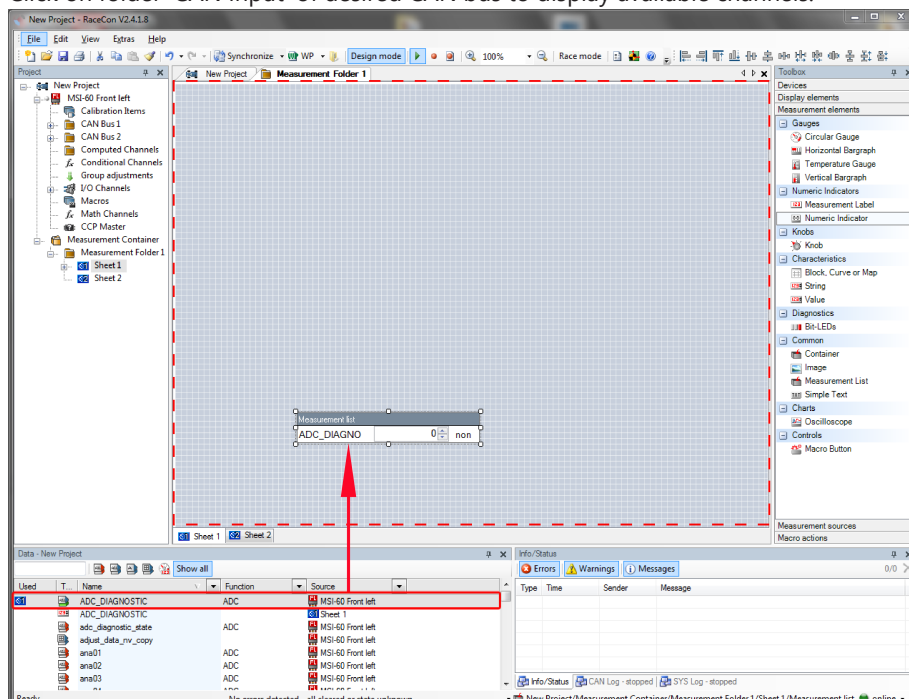 Click on folder 'CAN Input' of desired CAN bus to display available channels.
New Project - RaceCon V2.4.1.8
File Edit View Extras Help
Synchronize WP Design mode 100% Race mode
Project
New Project
MSI-60 Front left
Calibration Items
CAN Bus 1
CAN Bus 2
Computed Channels
Conditional Channels
Group adjustments
I/O Channels
Macros
Math Channels
CCP Master
Measurement Container
Measurement Folder 1
Sheet 1
Sheet 2
New Project Measurement Folder 1
Measurement list
ADC_DIAGNO 0 non
Sheet 1 Sheet 2
Toolbox
Devices
Display elements
Measurement elements
Gauges
Circular Gauge
Horizontal Bargraph
Temperature Gauge
Vertical Bargraph
Numeric Indicators
Measurement Label
Numeric Indicator
Knobs
Knob
Characteristics
Block, Curve or Map
String
Value
Diagnostics
Bit-LEDs
Common
Container
Image
Measurement List
Simple Text
Charts
Oscilloscope
Controls
Macro Button
Measurement sources
Macro actions
Data - New Project
Show all
Used T... Name Function Source
ADC_DIAGNOSTIC ADC MSI-60 Front left
ADC_DIAGNOSTIC Sheet 1
adc_diagnostic_state ADC MSI-60 Front left
adjust_data_nv_copy MSI-60 Front left
ana01 ADC MSI-60 Front left
ana02 ADC MSI-60 Front left
ana03 ADC MSI-60 Front left
Info/Status
Errors Warnings Messages 0/0
Type Time Sender Message
Info/Status CAN Log - stopped SYS Log - stopped
Ready No errors detected - all cleared or state unknown New Project/Measurement Container/Measurement Folder 1/Sheet 1/Measurement list online